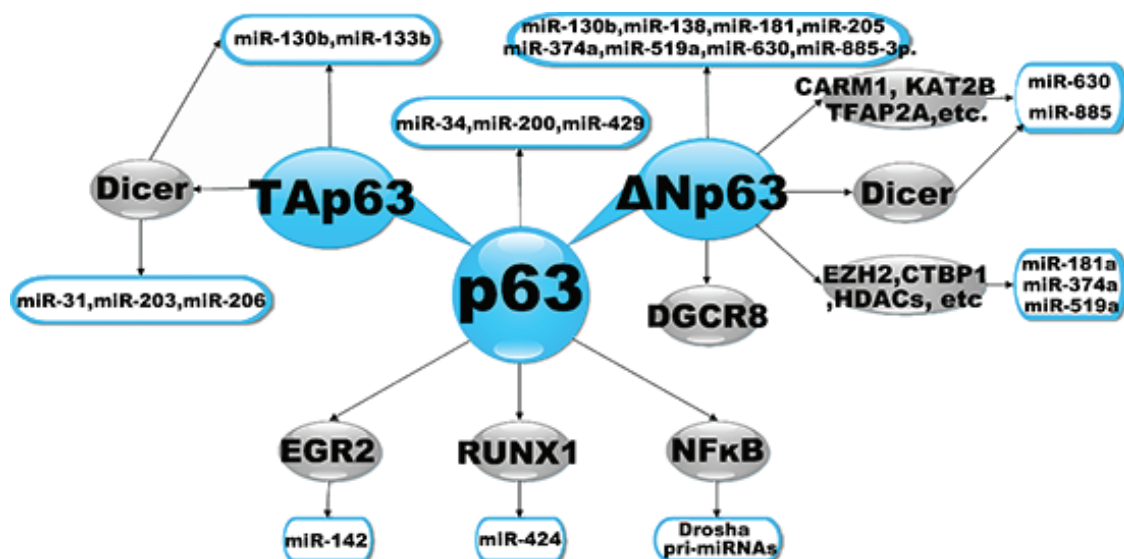 miR-130b,miR-133b
miR-130b,miR-138,miR-181,miR-205
miR-374a,miR-519a,miR-630,miR-885-3p.
miR-34,miR-200,miR-429
CARM1, KAT2B
TFAP2A,etc.
miR-630
miR-885
Dicer
TAp63
ΔNp63
Dicer
miR-31,miR-203,miR-206
p63
DGCR8
EZH2,CTBP1
,HDACs, etc
miR-181a
miR-374a
miR-519a
EGR2
RUNX1
NFκB
miR-142
miR-424
Drosha
pri-miRNAs